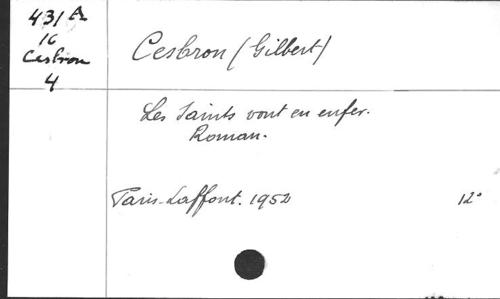 431 A
16
Cesbron
4
Cesbron (Gilbert)
Les Saints vont en enfer.
Roman.
Paris-Laffont. 1952
12°